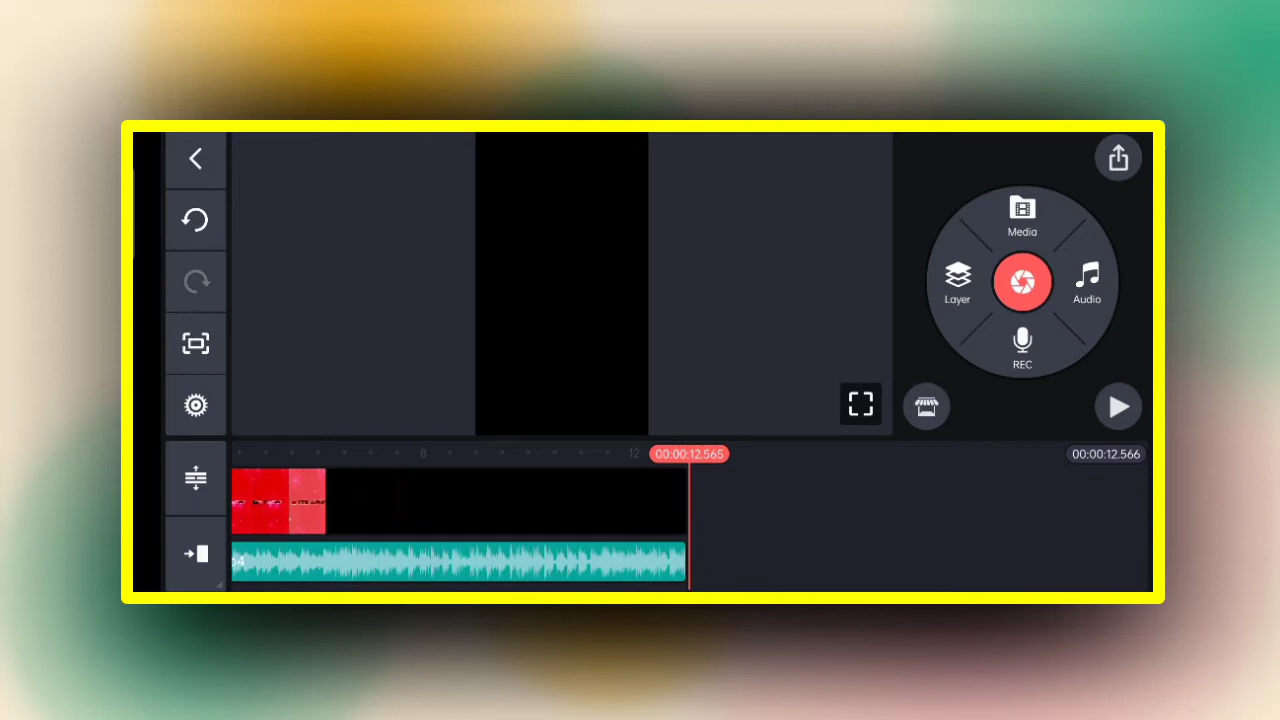 Media
Layer
Audio
REC
8
12
00:00:12.565
00:00:12.566